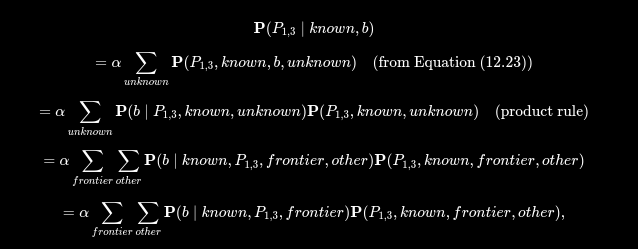 P(P₁,₃ | known, b)
= α ∑_{unknown} P(P₁,₃, known, b, unknown) (from Equation (12.23))
= α ∑_{unknown} P(b | P₁,₃, known, unknown)P(P₁,₃, known, unknown) (product rule)
= α ∑_{frontier} ∑_{other} P(b | known, P₁,₃, frontier, other)P(P₁,₃, known, frontier, other)
= α ∑_{frontier} ∑_{other} P(b | known, P₁,₃, frontier)P(P₁,₃, known, frontier, other),